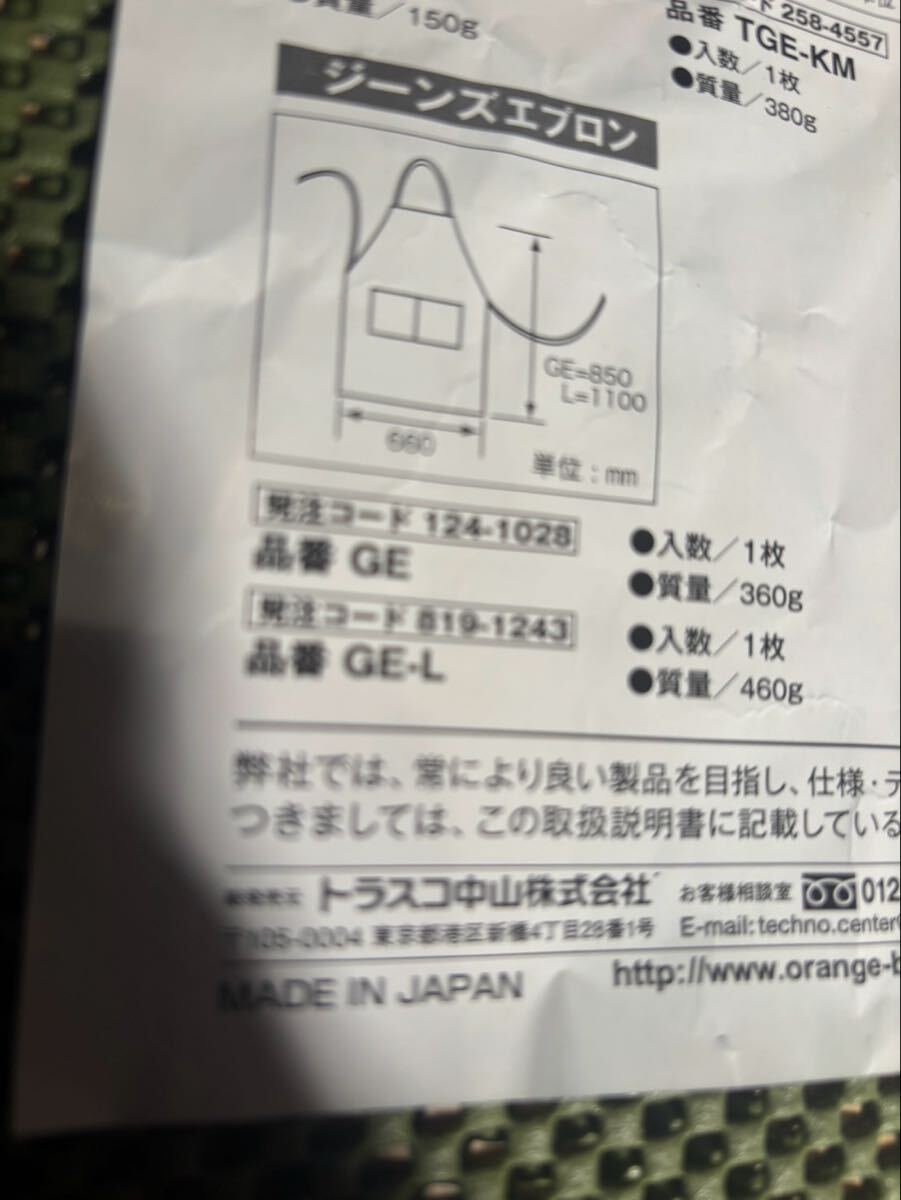 質量／150g
ド 258-4557
品番 TGE-KM
●入数／1枚
●質量／380g
ジーンズエプロン
GE=850
L=1100
660
単位：mm
発注コード 124-1028
品番 GE
●入数／1枚
●質量／360g
発注コード 819-1243
品番 GE-L
●入数／1枚
●質量／460g
弊社では、常により良い製品を目指し、仕様・デ
つきましては、この取扱説明書に記載している
トラスコ中山株式会社 お客様相談室 012
〒105-0004 東京都港区新橋4丁目28番1号 E-mail:techno.center
MADE IN JAPAN http://www.orange-b